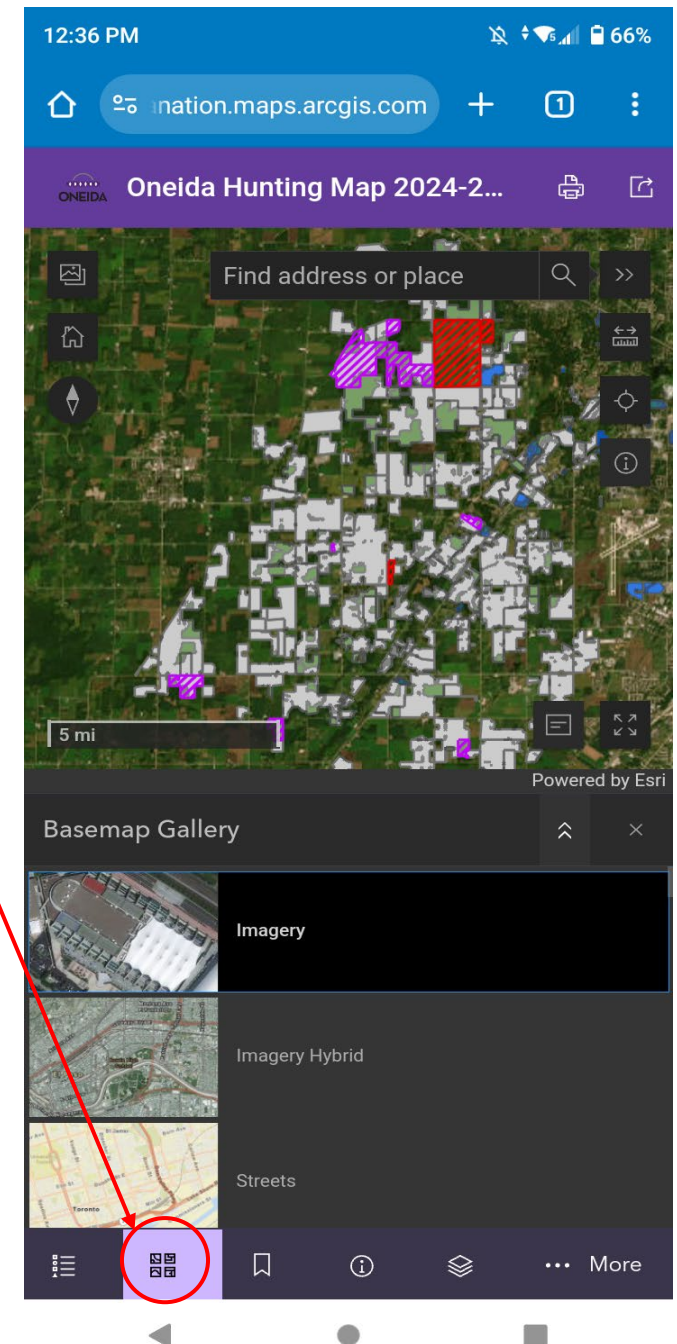 12:36 PM 66%
nation.maps.arcgis.com 1
ONEIDA Oneida Hunting Map 2024-2...
Find address or place
5 mi
Powered by Esri
Basemap Gallery
Imagery
Imagery Hybrid
Toronto
Streets
More